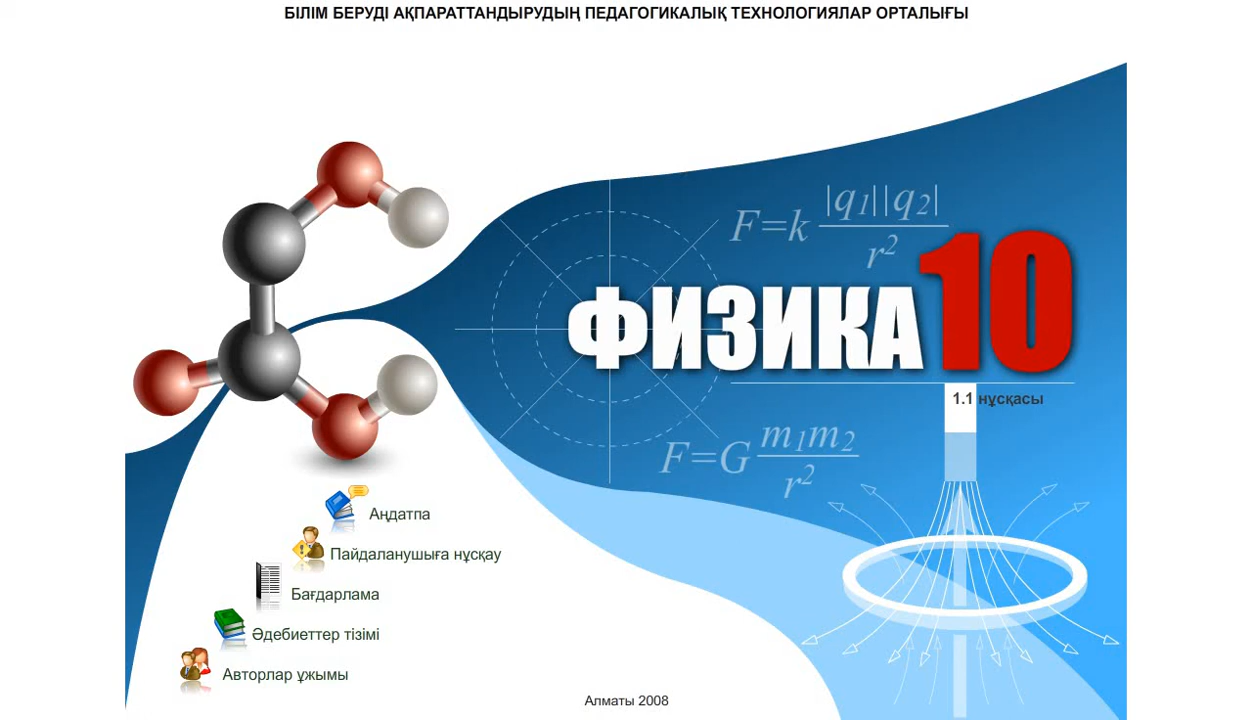 БІЛІМ БЕРУДІ АҚПАРАТТАНДЫРУДЫҢ ПЕДАГОГИКАЛЫҚ ТЕХНОЛОГИЯЛАР ОРТАЛЫҒЫ
F=k |q1||q2| / r²
ФИЗИКА 10
1.1 нұсқасы
F=G m1m2 / r²
Аңдатпа
Пайдаланушыға нұсқау
Бағдарлама
Әдебиеттер тізімі
Авторлар ұжымы
Алматы 2008